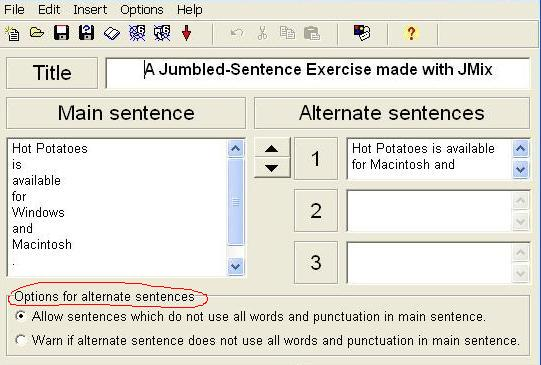 File Edit Insert Options Help
Title
A Jumbled-Sentence Exercise made with JMix
Main sentence
Alternate sentences
Hot Potatoes
is
available
for
Windows
and
Macintosh
.
1
Hot Potatoes is available
for Macintosh and
2
3
Options for alternate sentences
Allow sentences which do not use all words and punctuation in main sentence.
Warn if alternate sentence does not use all words and punctuation in main sentence.